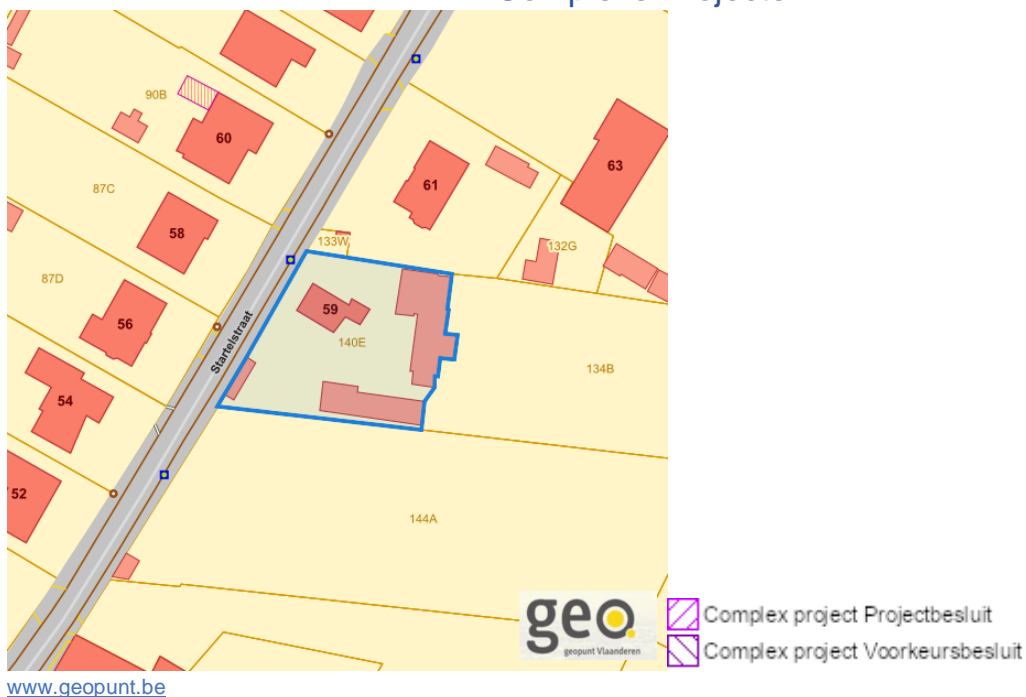 90B
60
63
61
87C
58
133W
132G
87D
59
56
140E
Startelstraat
134B
54
52
144A
geo
geopunt Vlaanderen
Complex project Projectbesluit
Complex project Voorkeursbesluit
www.geopunt.be